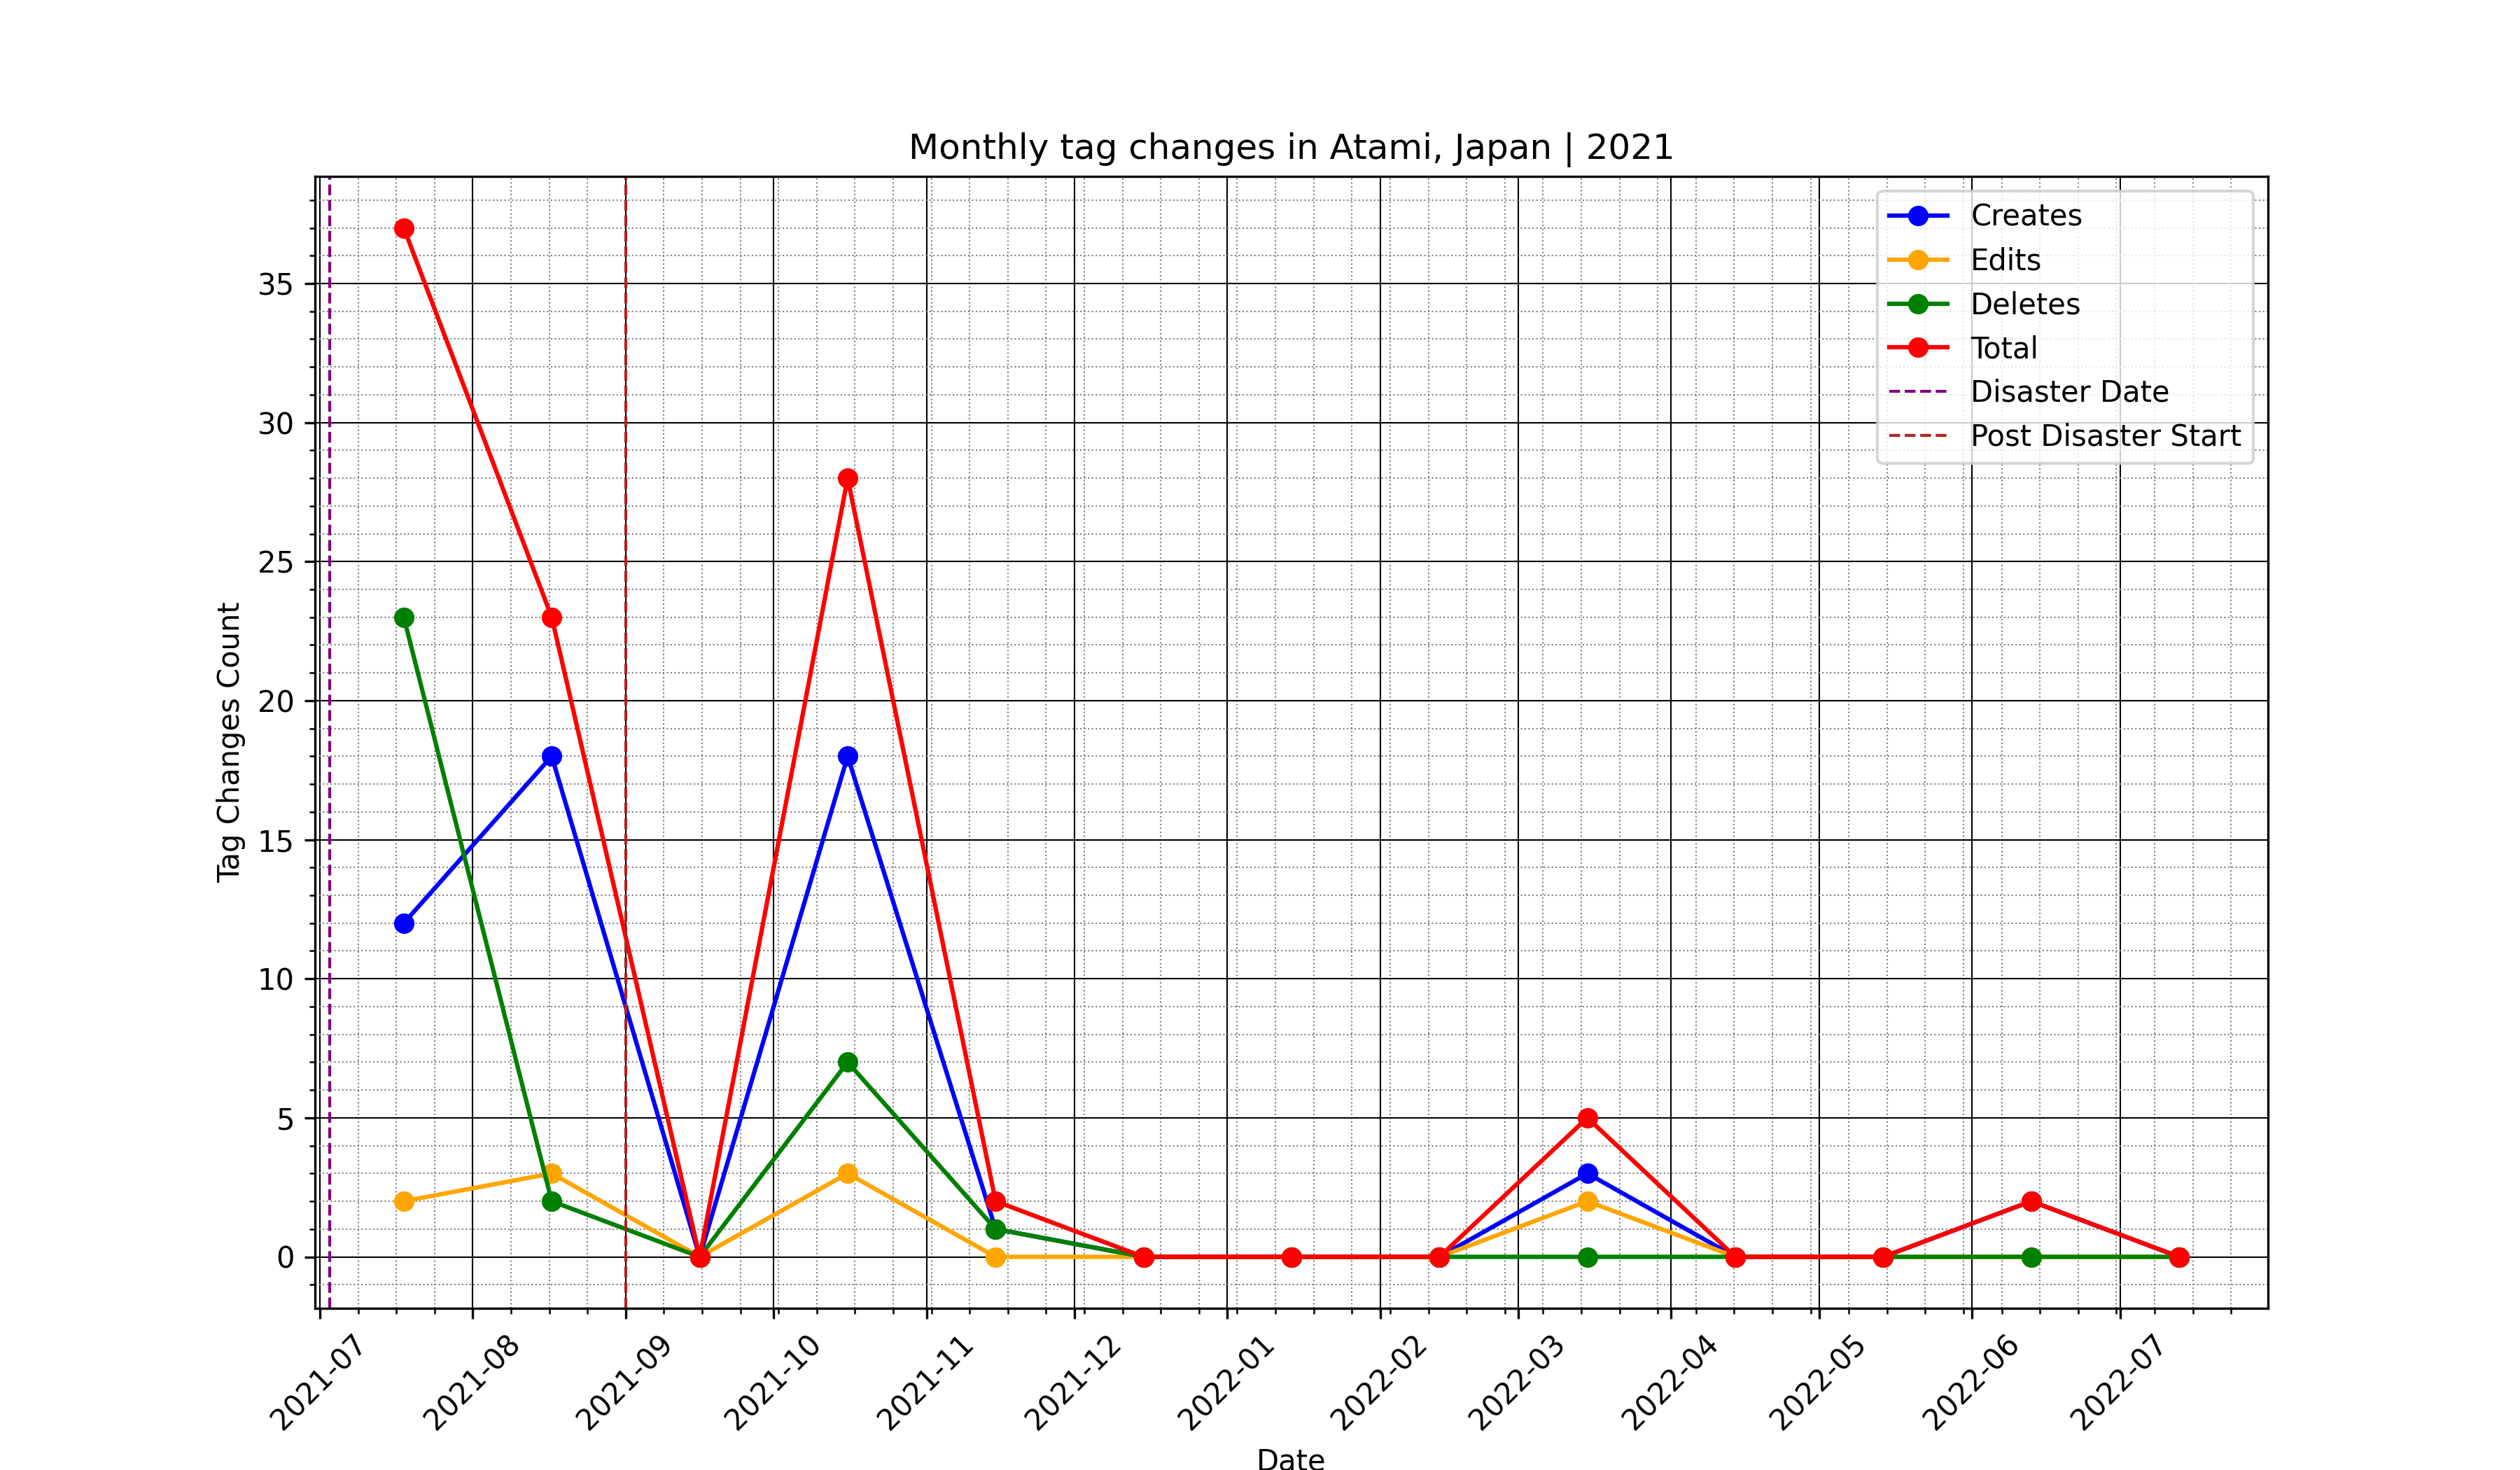 Monthly tag changes in Atami, Japan | 2021
Creates
Edits
Deletes
Total
Disaster Date
Post Disaster Start
Tag Changes Count
35
30
25
20
15
10
5
0
2021-07
2021-08
2021-09
2021-10
2021-11
2021-12
2022-01
2022-02
2022-03
2022-04
2022-05
2022-06
2022-07
Date